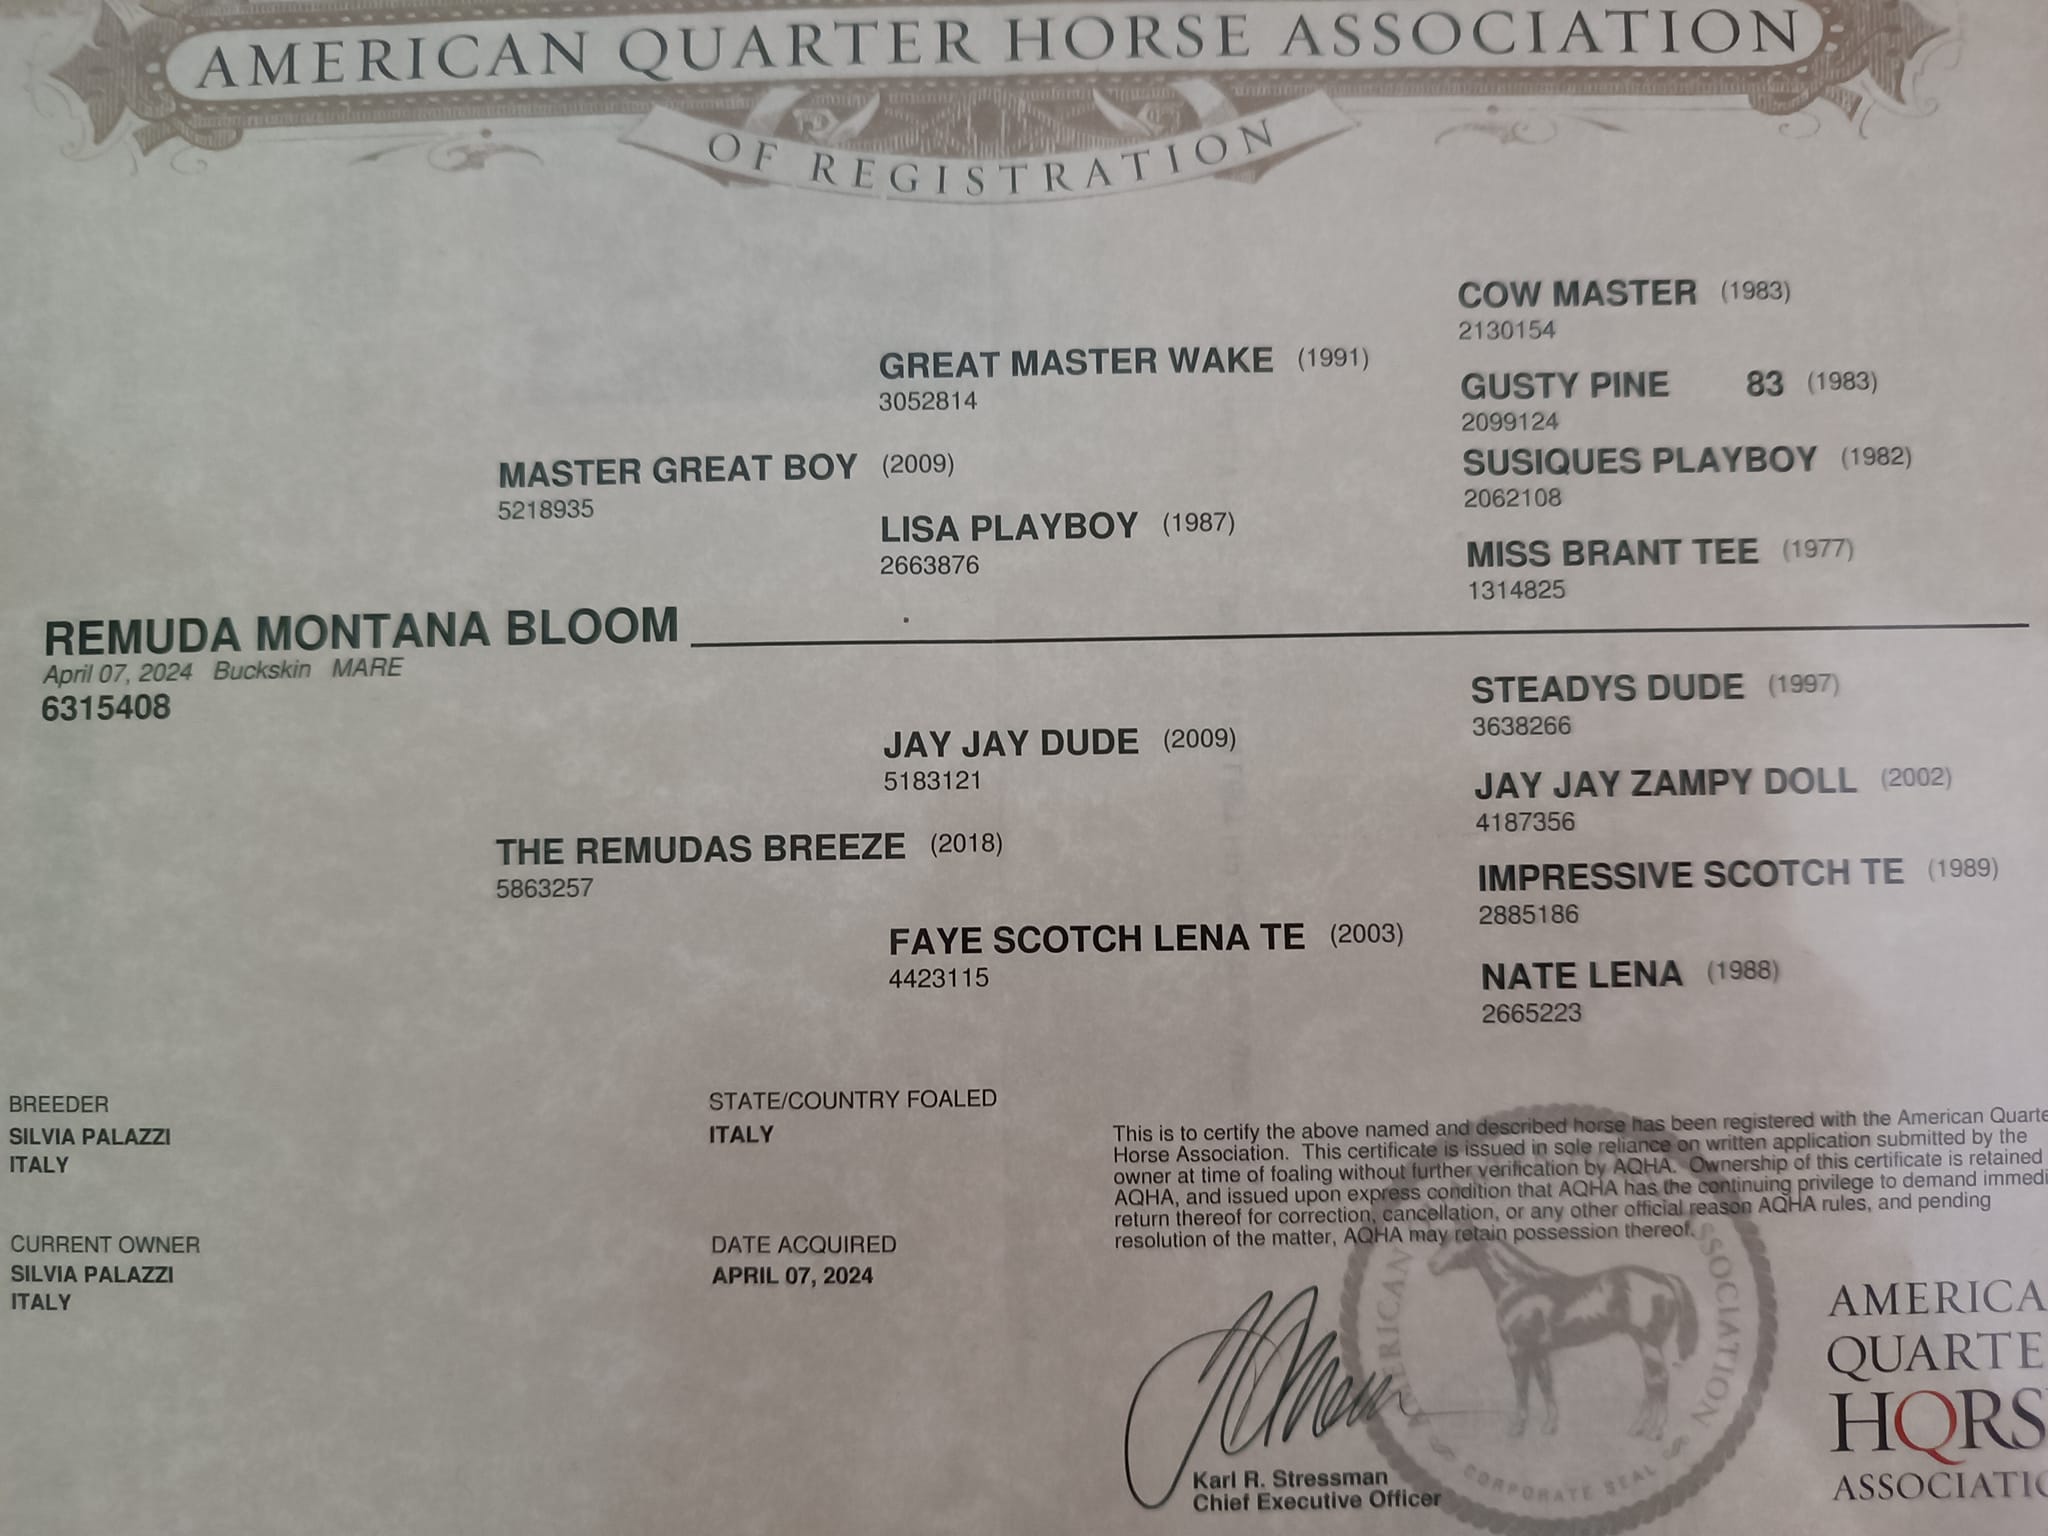 AMERICAN QUARTER HORSE ASSOCIATION
OF REGISTRATION
COW MASTER (1983)
2130154
GREAT MASTER WAKE (1991)
3052814
GUSTY PINE 83 (1983)
2099124
MASTER GREAT BOY (2009)
5218935
SUSIQUES PLAYBOY (1982)
2062108
LISA PLAYBOY (1987)
2663876
MISS BRANT TEE (1977)
1314825
REMUDA MONTANA BLOOM
April 07, 2024 Buckskin MARE
6315408
STEADYS DUDE (1997)
3638266
JAY JAY DUDE (2009)
5183121
JAY JAY ZAMPY DOLL (2002)
4187356
THE REMUDAS BREEZE (2018)
5863257
IMPRESSIVE SCOTCH TE (1989)
2885186
FAYE SCOTCH LENA TE (2003)
4423115
NATE LENA (1988)
2665223
BREEDER
SILVIA PALAZZI
ITALY
STATE/COUNTRY FOALED
ITALY
CURRENT OWNER
SILVIA PALAZZI
ITALY
DATE ACQUIRED
APRIL 07, 2024
This is to certify the above named and described horse has been registered with the American Quarte
Horse Association. This certificate is issued in sole reliance on written application submitted by the
owner at time of foaling without further verification by AQHA. Ownership of this certificate is retained
AQHA, and issued upon express condition that AQHA has the continuing privilege to demand immedi
return thereof for correction, cancellation, or any other official reason AQHA rules, and pending
resolution of the matter, AQHA may retain possession thereof.
Karl R. Stressman
Chief Executive Officer
ERICAN
SSOCIATION
CORPORATE SEAL
AMERICA
QUARTE
HORS
ASSOCIATIO